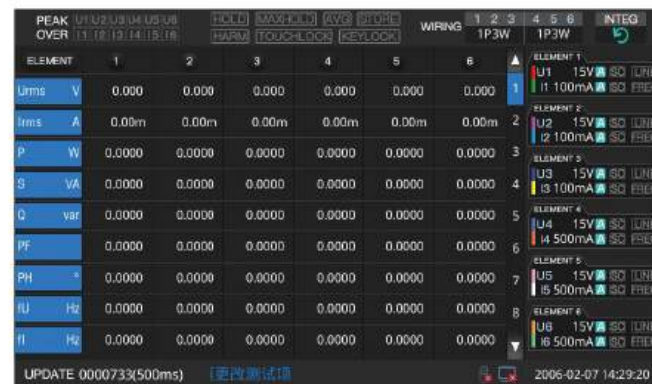 PEAK U1 U2 U3 U4 U5 U6 HOLD MAXHOLD AVG STORE WIRING 1 2 3 4 5 6 INTEG
OVER I1 I2 I3 I4 I5 I6 HARM TOUCHLOCK KEYLOCK 1P3W 1P3W
ELEMENT 1 2 3 4 5 6
Urms V 0.000 0.000 0.000 0.000 0.000 0.000 1
Irms A 0.00m 0.00m 0.00m 0.00m 0.00m 0.00m 2
P W 0.0000 0.0000 0.0000 0.0000 0.0000 0.0000 3
S VA 0.0000 0.0000 0.0000 0.0000 0.0000 0.0000 4
Q var 0.0000 0.0000 0.0000 0.0000 0.0000 0.0000 5
PF 0.0000 0.0000 0.0000 0.0000 0.0000 0.0000 6
PH ° 0.0000 0.0000 0.0000 0.0000 0.0000 0.0000 7
fU Hz 0.0000 0.0000 0.0000 0.0000 0.0000 0.0000 8
fI Hz 0.0000 0.0000 0.0000 0.0000 0.0000 0.0000
ELEMENT 1
U1 15V A SC
I1 100mA A SC
ELEMENT 2
U2 15V A SC
I2 100mA A SC
ELEMENT 3
U3 15V A SC
I3 100mA A SC
ELEMENT 4
U4 15V A SC
I4 500mA A SC
ELEMENT 5
U5 15V A SC
I5 500mA A SC
ELEMENT 6
U6 15V A SC
I6 500mA A SC
UPDATE 0000733(500ms) [更改测试项 2006-02-07 14:29:20